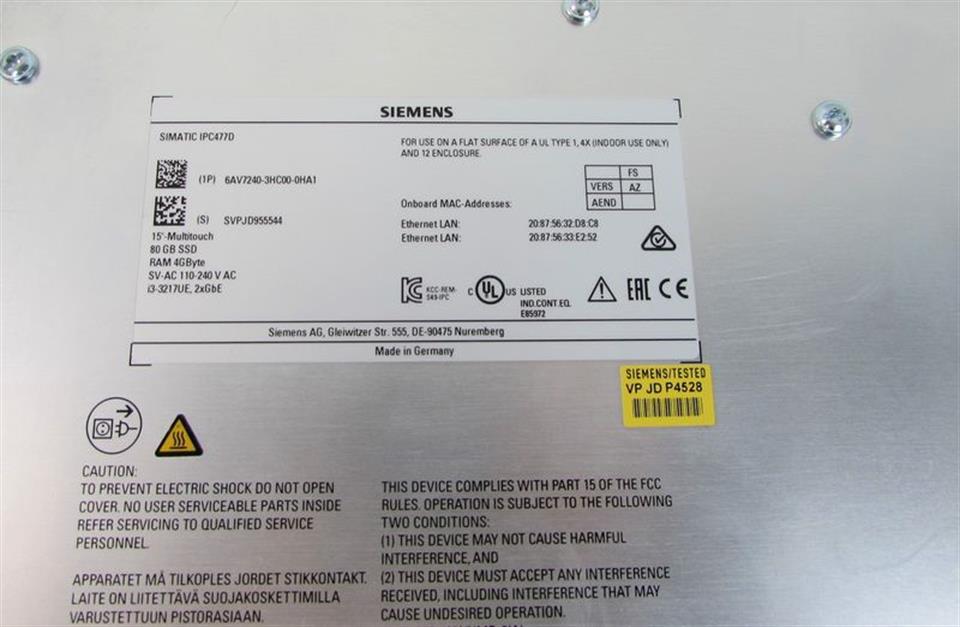 SIEMENS
SIMATIC IPC477D
FOR USE ON A FLAT SURFACE OF A UL TYPE 1, 4X (INDOOR USE ONLY)
AND 12 ENCLOSURE.
(1P) 6AV7240-3HC00-0HA1
FS
VERS AZ
AEND
Onboard MAC-Addresses:
(S) SVPJD955544
Ethernet LAN: 20:87:56:32:D8:C8
Ethernet LAN: 20:87:56:33:E2:52
15"-Multitouch
80 GB SSD
RAM 4GByte
SV-AC 110-240 V AC
i3-3217UE, 2xGbE
KCC-REM-
S49-IPC
C UL US LISTED
IND.CONT.EQ.
E85972
EAC CE
Siemens AG, Gleiwitzer Str. 555, DE-90475 Nuremberg
Made in Germany
SIEMENS/TESTED
VP JD P4528
CAUTION:
TO PREVENT ELECTRIC SHOCK DO NOT OPEN
COVER. NO USER SERVICEABLE PARTS INSIDE
REFER SERVICING TO QUALIFIED SERVICE
PERSONNEL.
APPARATET MÅ TILKOPLES JORDET STIKKONTAKT.
LAITE ON LIITETTÄVÄ SUOJAKOSKETTIMILLA
VARUSTETTUUN PISTORASIAAN.
THIS DEVICE COMPLIES WITH PART 15 OF THE FCC
RULES. OPERATION IS SUBJECT TO THE FOLLOWING
TWO CONDITIONS:
(1) THIS DEVICE MAY NOT CAUSE HARMFUL
INTERFERENCE, AND
(2) THIS DEVICE MUST ACCEPT ANY INTERFERENCE
RECEIVED, INCLUDING INTERFERENCE THAT MAY
CAUSE UNDESIRED OPERATION.